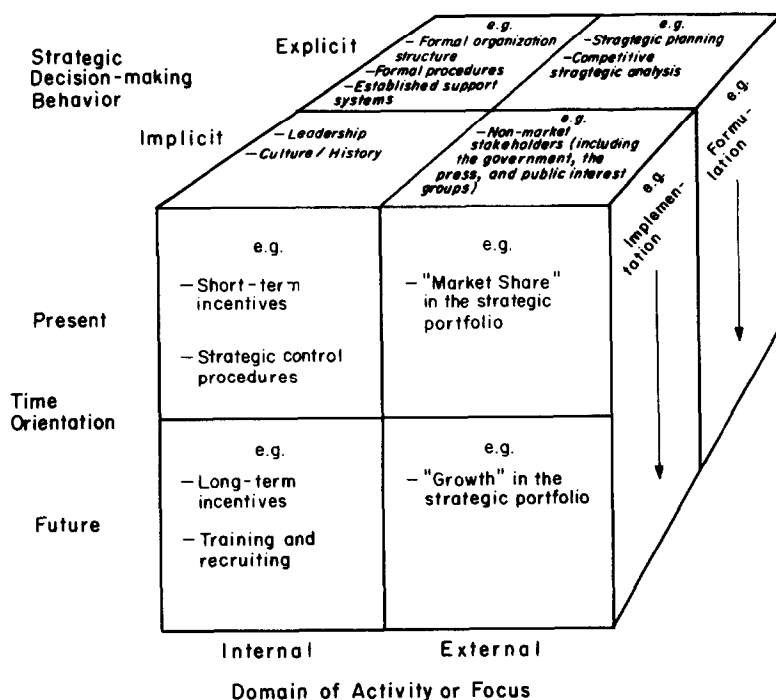 Strategic
Decision-making
Behavior
Explicit
e.g.
– Formal organization
structure
– Formal procedures
– Established support
systems
e.g.
– Stragtegic planning
– Competitive
stragtegic analysis
Implicit
– Leadership
– Culture / History
e.g.
– Non-market
stakeholders (including
the government, the
press, and public interest
groups)
e.g.
Implemen-
tation
e.g.
Formu-
lation
Present
e.g.
– Short-term
incentives
– Strategic control
procedures
e.g.
– "Market Share"
in the strategic
portfolio
Time
Orientation
Future
e.g.
– Long-term
incentives
– Training and
recruiting
e.g.
– "Growth" in the
strategic portfolio
Internal
External
Domain of Activity or Focus